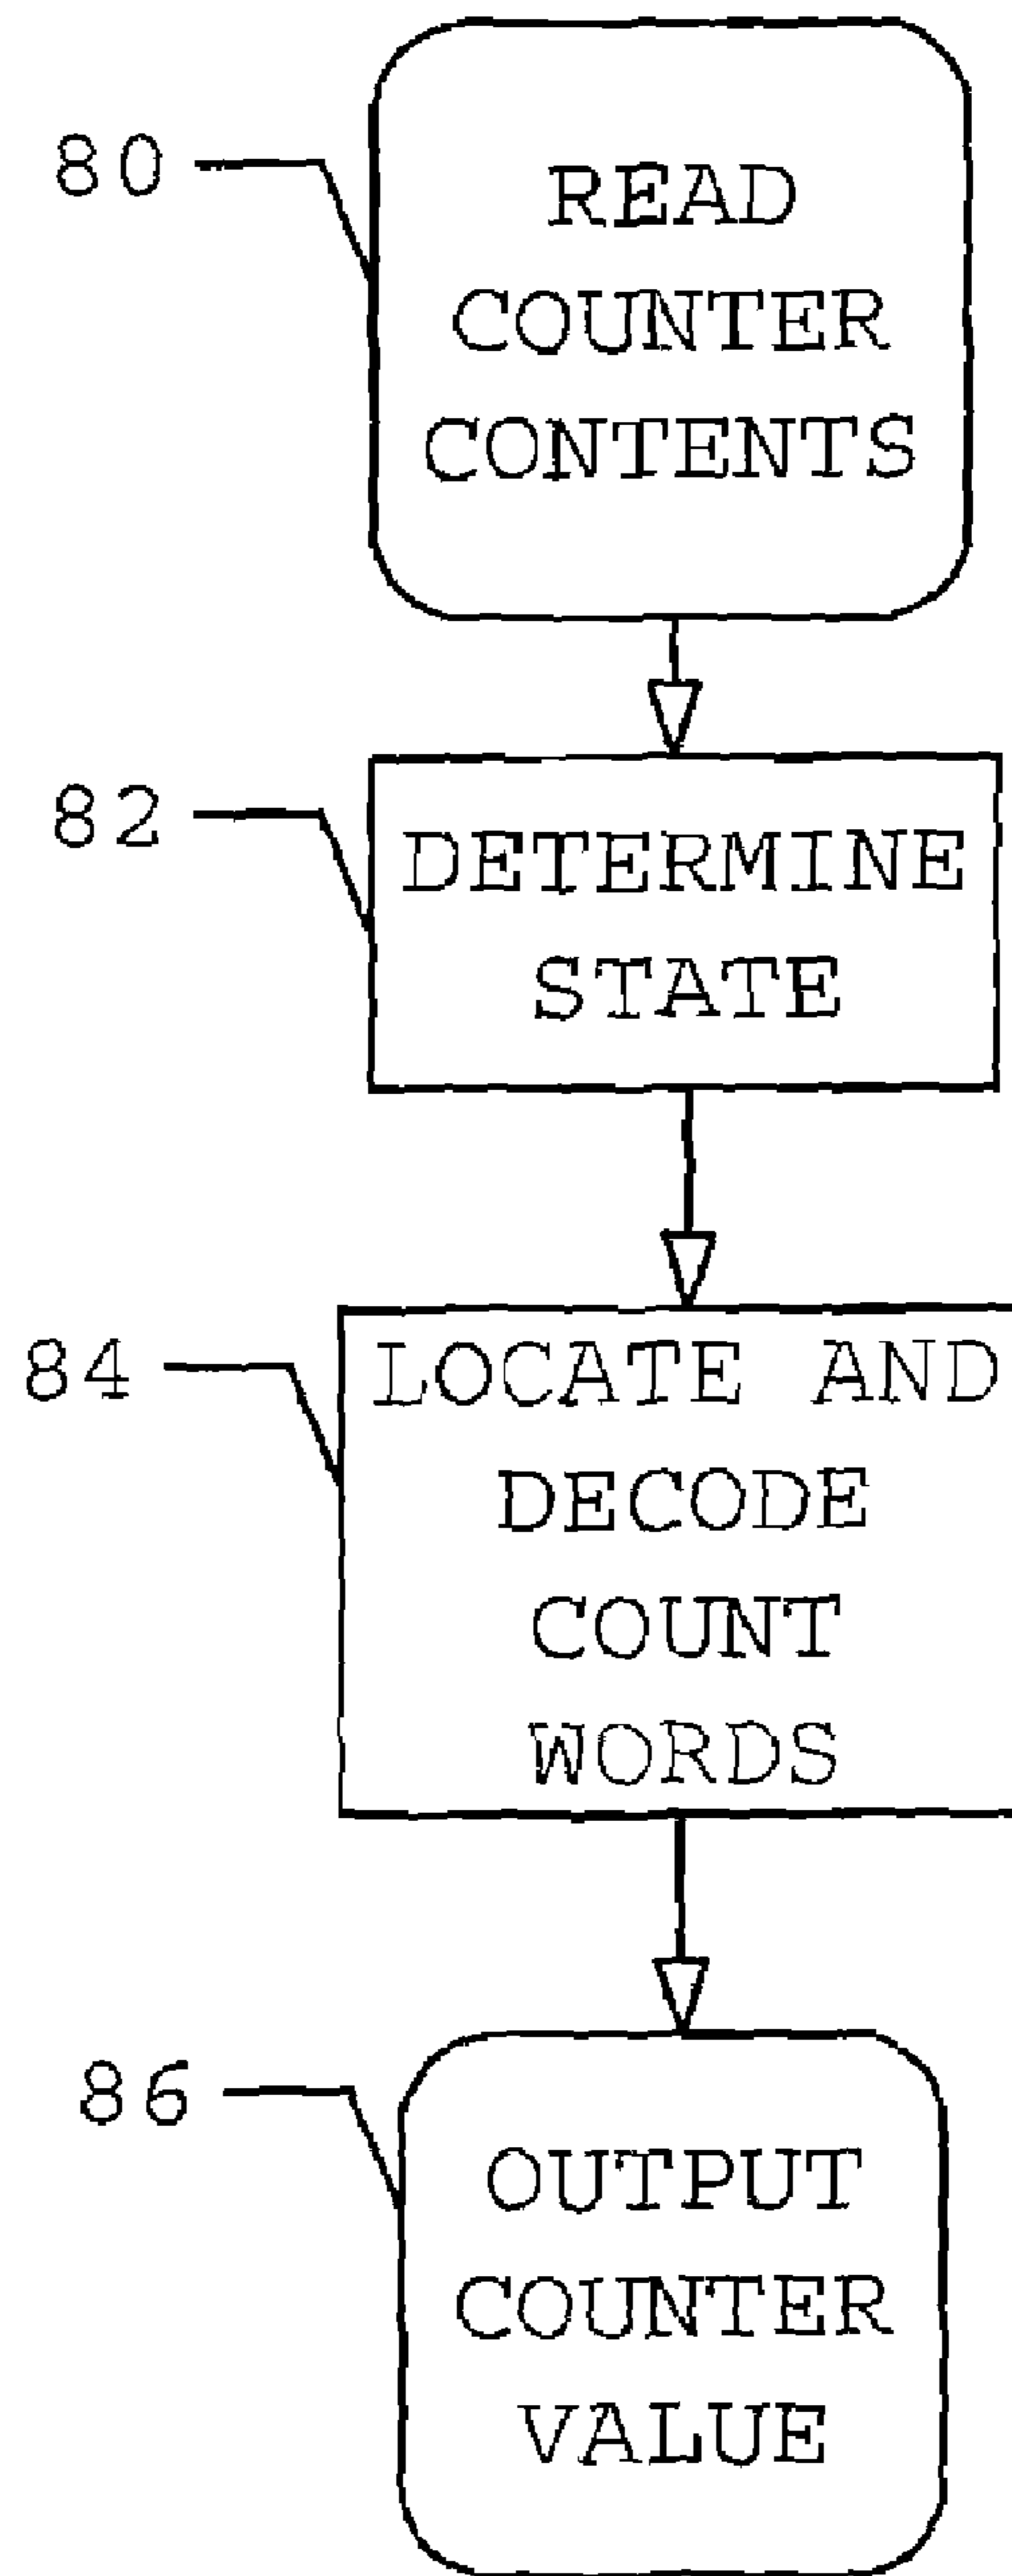 80
READ
COUNTER
CONTENTS
82
DETERMINE
STATE
84
LOCATE AND
DECODE
COUNT
WORDS
86
OUTPUT
COUNTER
VALUE